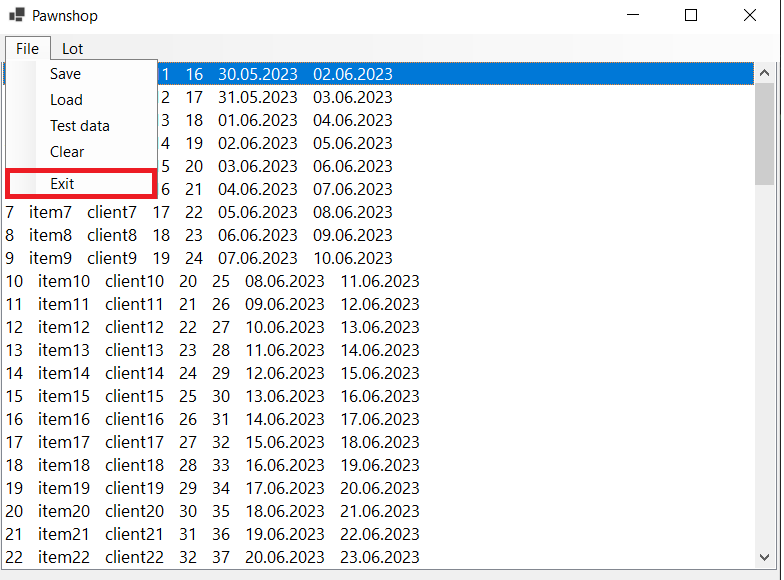 Pawnshop
File Lot
Save 1 16 30.05.2023 02.06.2023
Load 2 17 31.05.2023 03.06.2023
Test data 3 18 01.06.2023 04.06.2023
Clear 4 19 02.06.2023 05.06.2023
5 20 03.06.2023 06.06.2023
Exit 6 21 04.06.2023 07.06.2023
7 item7 client7 17 22 05.06.2023 08.06.2023
8 item8 client8 18 23 06.06.2023 09.06.2023
9 item9 client9 19 24 07.06.2023 10.06.2023
10 item10 client10 20 25 08.06.2023 11.06.2023
11 item11 client11 21 26 09.06.2023 12.06.2023
12 item12 client12 22 27 10.06.2023 13.06.2023
13 item13 client13 23 28 11.06.2023 14.06.2023
14 item14 client14 24 29 12.06.2023 15.06.2023
15 item15 client15 25 30 13.06.2023 16.06.2023
16 item16 client16 26 31 14.06.2023 17.06.2023
17 item17 client17 27 32 15.06.2023 18.06.2023
18 item18 client18 28 33 16.06.2023 19.06.2023
19 item19 client19 29 34 17.06.2023 20.06.2023
20 item20 client20 30 35 18.06.2023 21.06.2023
21 item21 client21 31 36 19.06.2023 22.06.2023
22 item22 client22 32 37 20.06.2023 23.06.2023